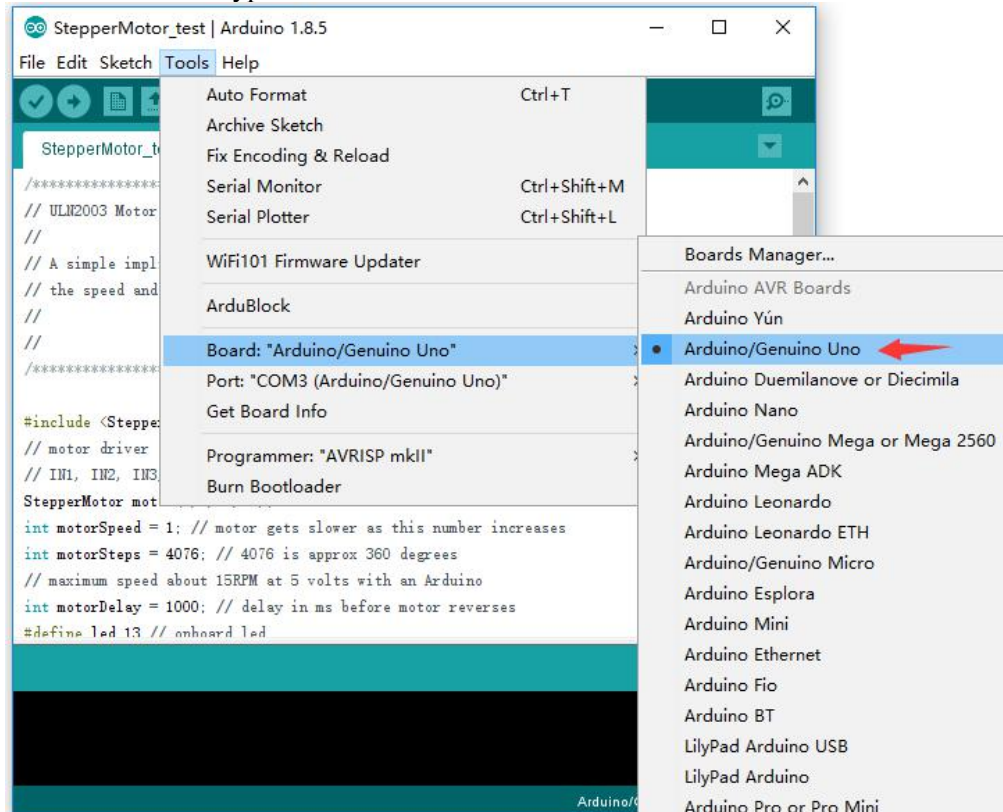 StepperMotor_test | Arduino 1.8.5
File Edit Sketch Tools Help
Auto Format Ctrl+T
Archive Sketch
Fix Encoding & Reload
Serial Monitor Ctrl+Shift+M
Serial Plotter Ctrl+Shift+L
WiFi101 Firmware Updater
ArduBlock
Board: "Arduino/Genuino Uno"
Port: "COM3 (Arduino/Genuino Uno)"
Get Board Info
Programmer: "AVRISP mkII"
Burn Bootloader
Boards Manager...
Arduino AVR Boards
Arduino Yún
Arduino/Genuino Uno
Arduino Duemilanove or Diecimila
Arduino Nano
Arduino/Genuino Mega or Mega 2560
Arduino Mega ADK
Arduino Leonardo
Arduino Leonardo ETH
Arduino/Genuino Micro
Arduino Esplora
Arduino Mini
Arduino Ethernet
Arduino Fio
Arduino BT
LilyPad Arduino USB
LilyPad Arduino
Arduino Pro or Pro Mini
StepperMotor_t
/***************
// ULN2003 Motor
//
// A simple impl
// the speed and
//
//
/***************
#include <Steppe
// motor driver
// IN1, IN2, IN3
StepperMotor mot
int motorSpeed = 1; // motor gets slower as this number increases
int motorSteps = 4076; // 4076 is approx 360 degrees
// maximum speed about 15RPM at 5 volts with an Arduino
int motorDelay = 1000; // delay in ms before motor reverses
#define led 13 // onboard led
Arduino/